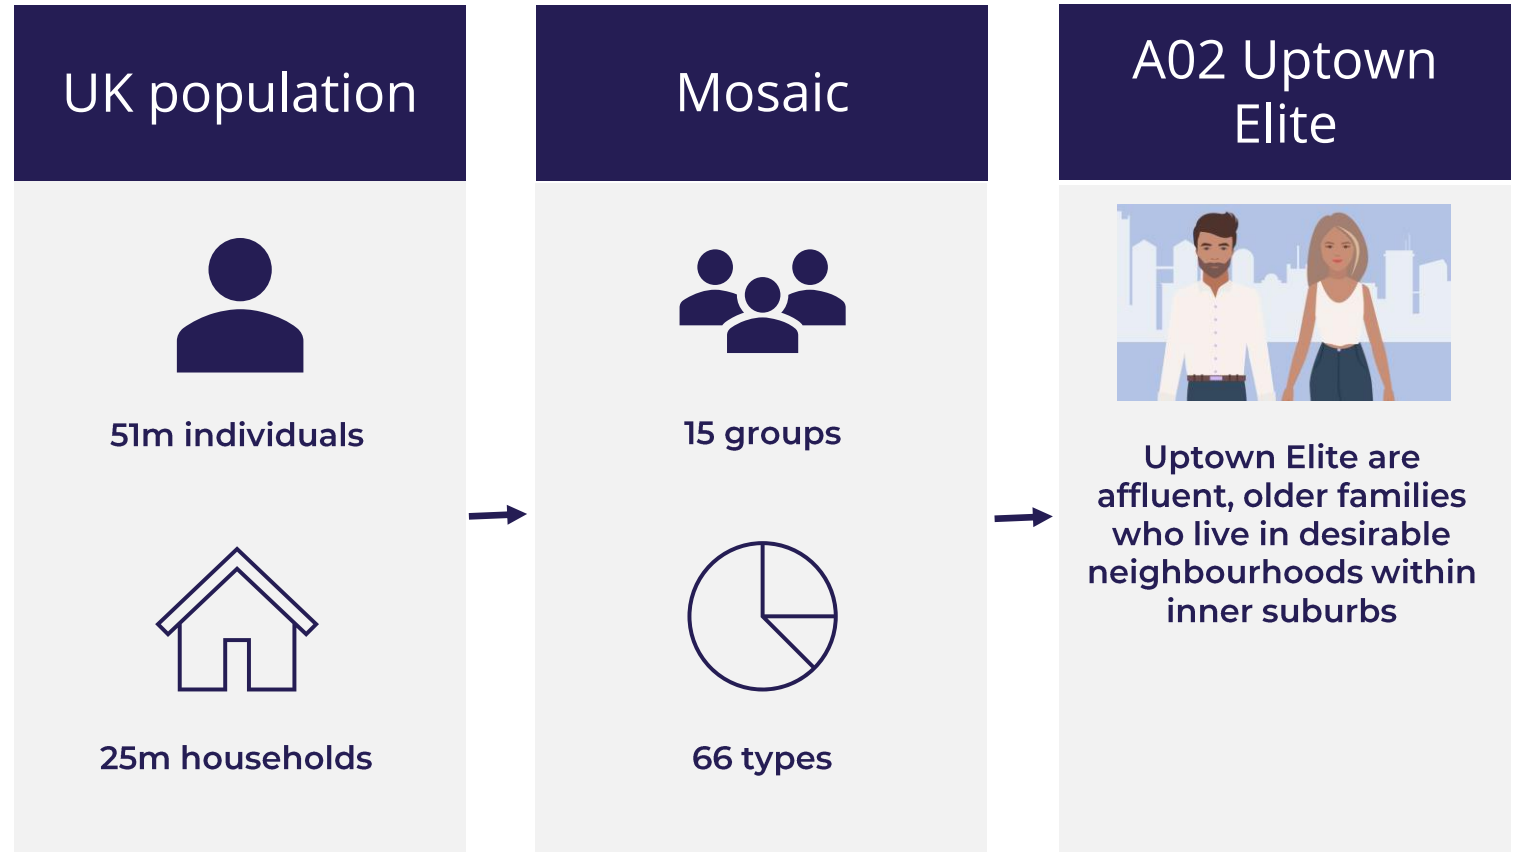 UK population
51m individuals
25m households
Mosaic
15 groups
66 types
A02 Uptown
Elite
Uptown Elite are
affluent, older families
who live in desirable
neighbourhoods within
inner suburbs